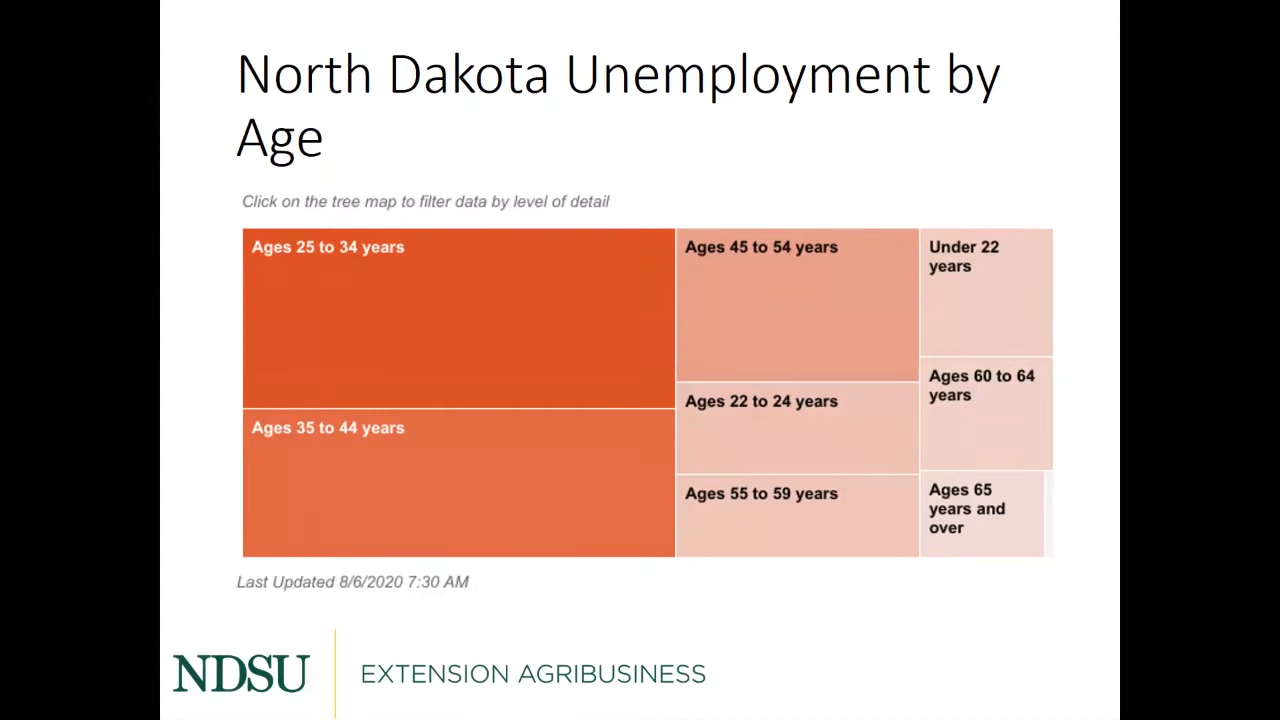 North Dakota Unemployment by
Age
Click on the tree map to filter data by level of detail
Ages 25 to 34 years
Ages 35 to 44 years
Ages 45 to 54 years
Ages 22 to 24 years
Ages 55 to 59 years
Under 22
years
Ages 60 to 64
years
Ages 65
years and
over
Last Updated 8/6/2020 7:30 AM
NDSU
EXTENSION AGRIBUSINESS